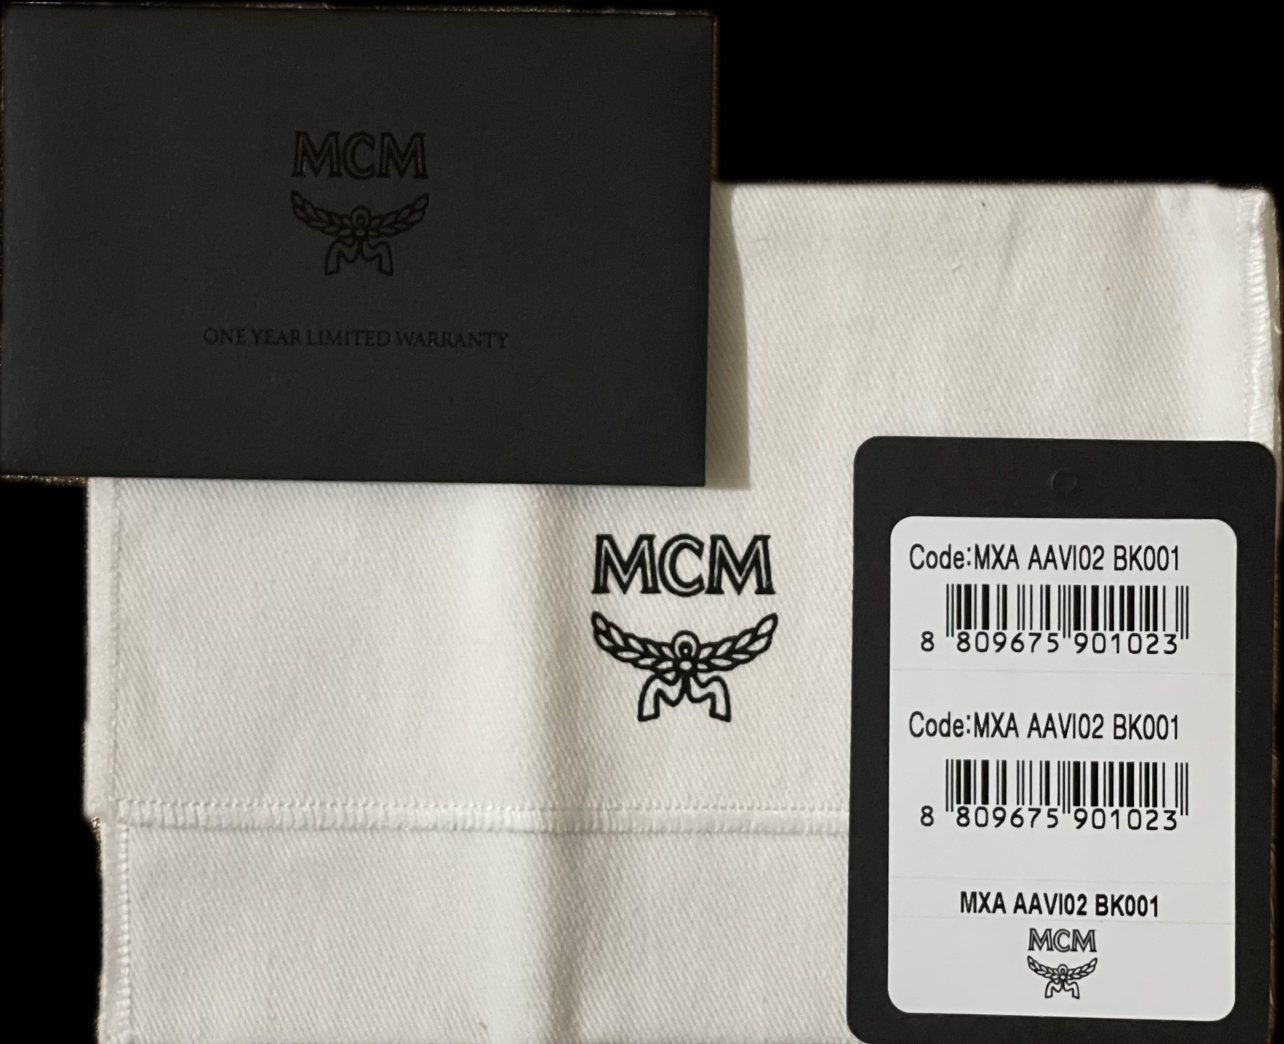 MCM
ONE YEAR LIMITED WARRANTY
MCM
Code:MXA AAVI02 BK001
8 809675 901023
Code:MXA AAVI02 BK001
8 809675 901023
MXA AAVI02 BK001
MCM